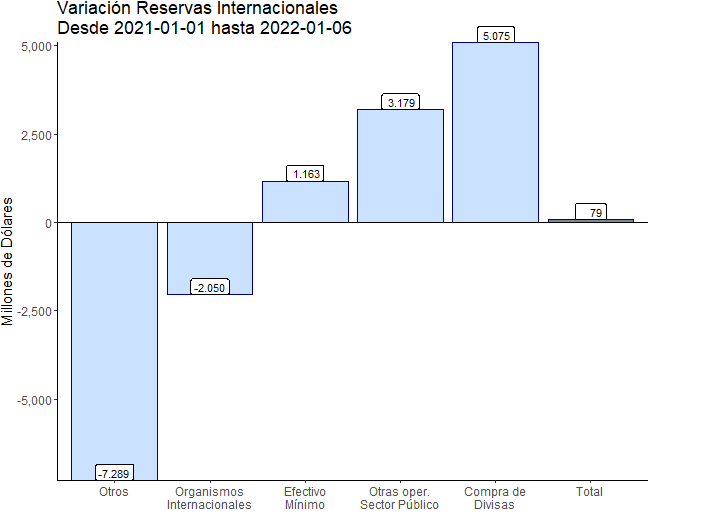 Variación Reservas Internacionales
Desde 2021-01-01 hasta 2022-01-06
Millones de Dólares
5,000
2,500
0
-2,500
-5,000
-7.289
-2.050
1.163
3.179
5.075
79
Otros
Organismos
Internacionales
Efectivo
Mínimo
Otras oper.
Sector Público
Compra de
Divisas
Total